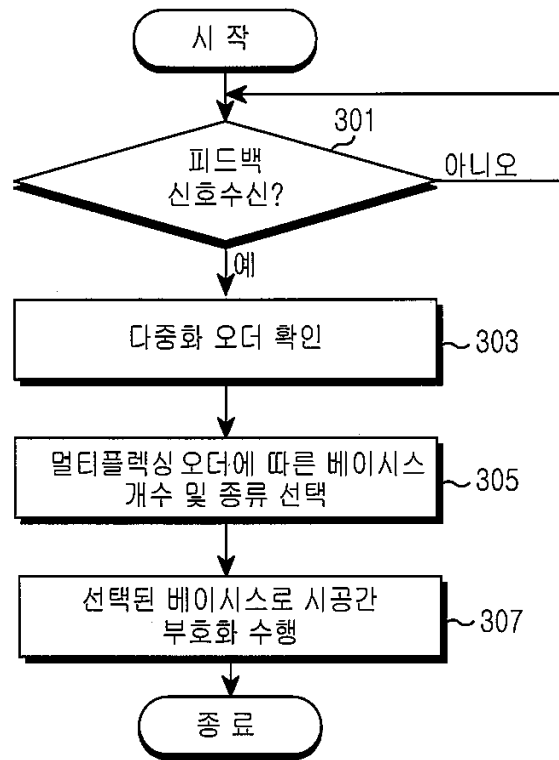 시 작
301
피드백
신호수신?
아니오
예
다중화 오더 확인
303
멀티플렉싱 오더에 따른 베이시스
개수 및 종류 선택
305
선택된 베이시스로 시공간
부호화 수행
307
종 료